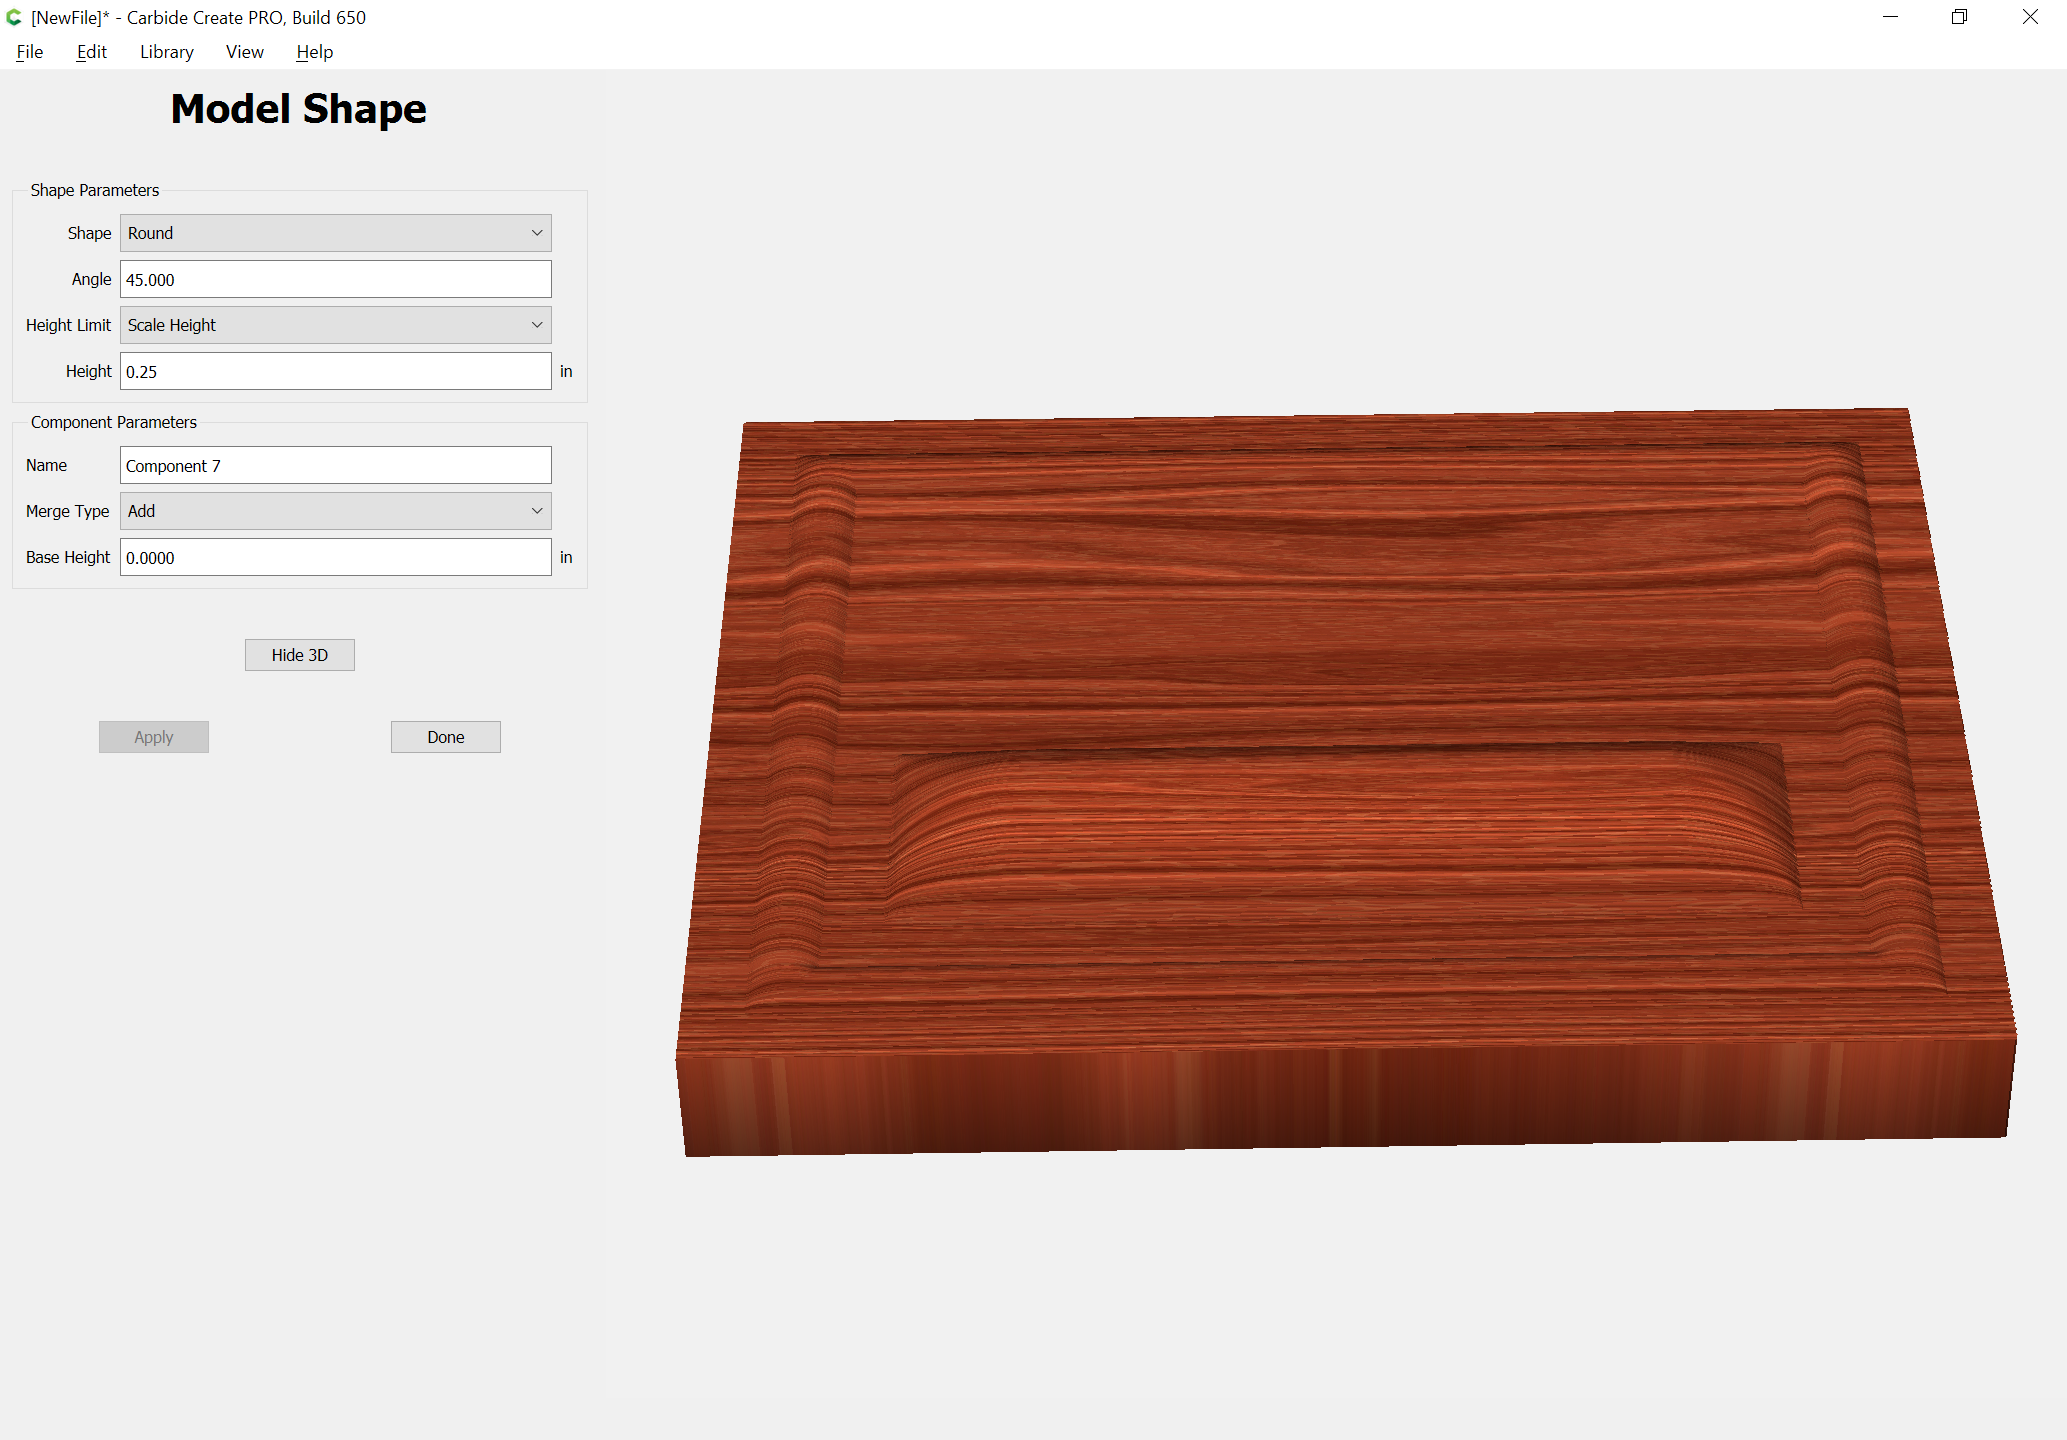 [NewFile]* - Carbide Create PRO, Build 650
File Edit Library View Help
Model Shape
Shape Parameters
Shape Round
Angle 45.000
Height Limit Scale Height
Height 0.25 in
Component Parameters
Name Component 7
Merge Type Add
Base Height 0.0000 in
Hide 3D
Apply Done